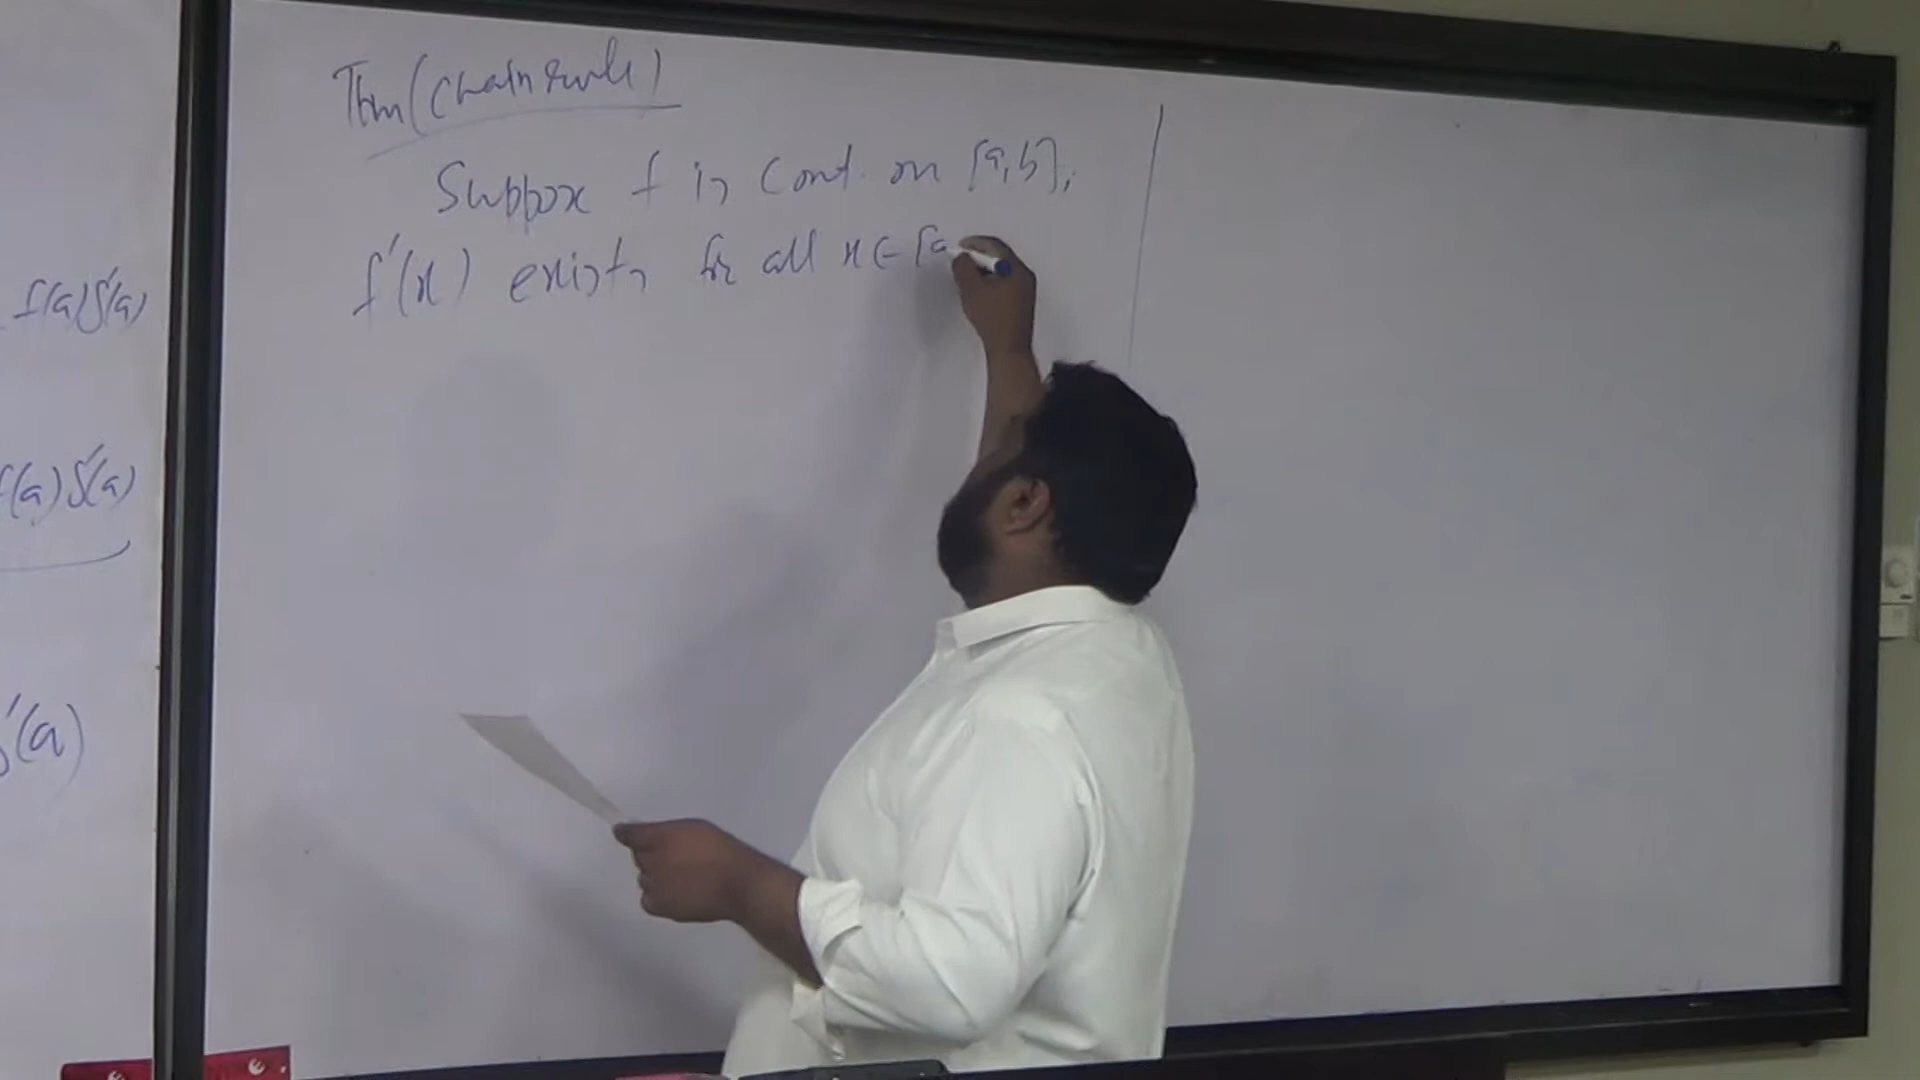 f(a)g'(a)
f(a)g'(a)
g'(a)
Thm (Chain rule)
Suppose f is cont. on [a,b],
f'(x) exists for all x ∈ [a